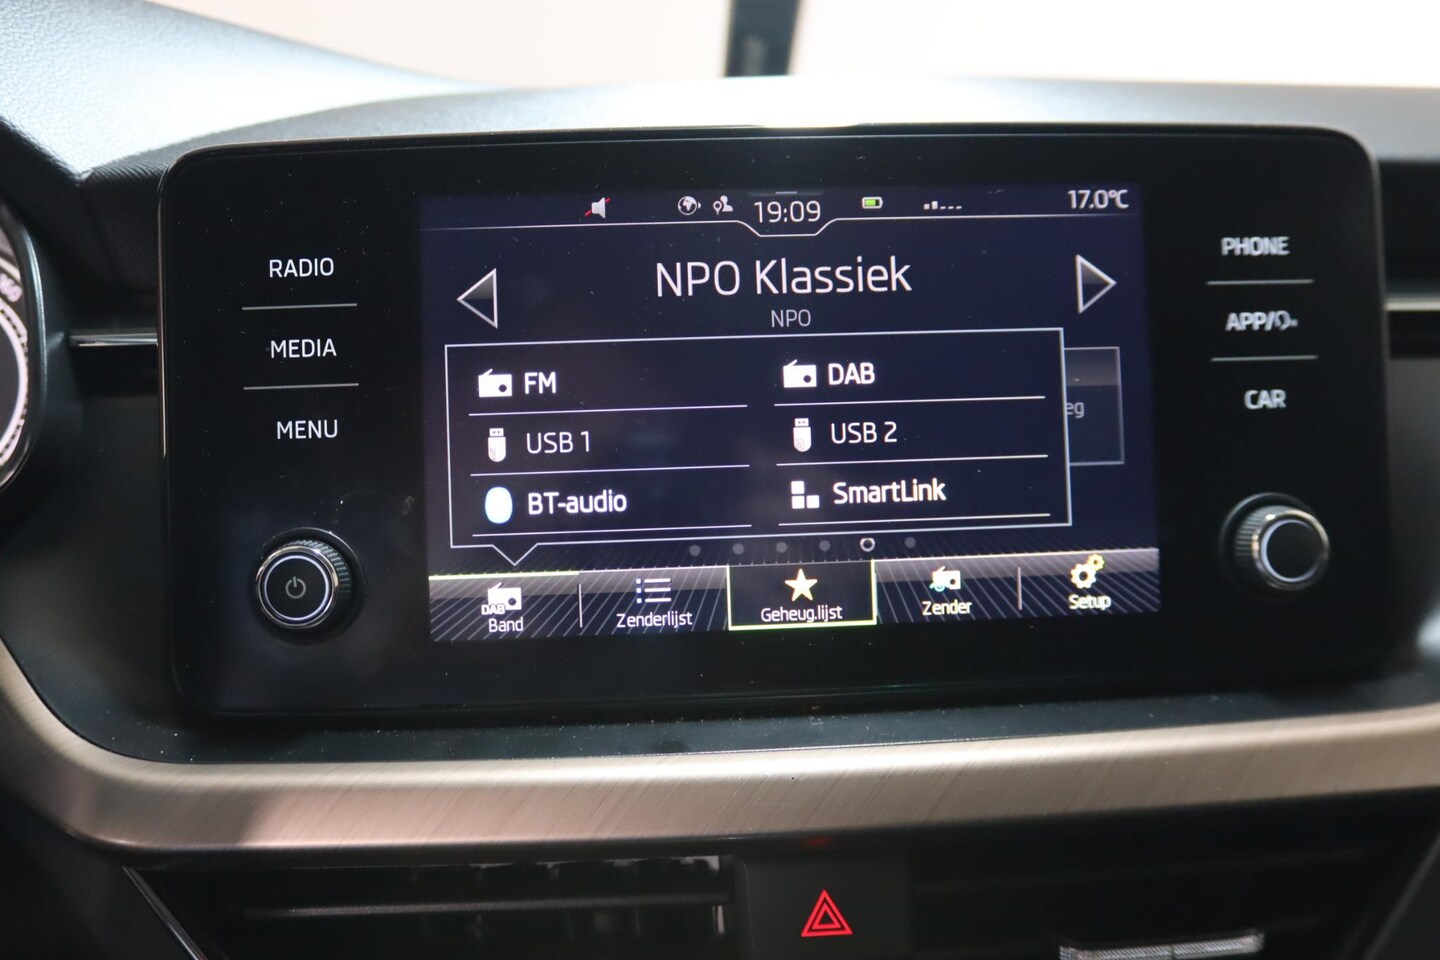 19:09
17.0°C
NPO Klassiek
NPO
RADIO
MEDIA
MENU
FM
DAB
USB 1
USB 2
BT-audio
SmartLink
eg
DAB
Band
Zenderlijst
Geheug.lijst
Zender
Setup
PHONE
APP/
CAR